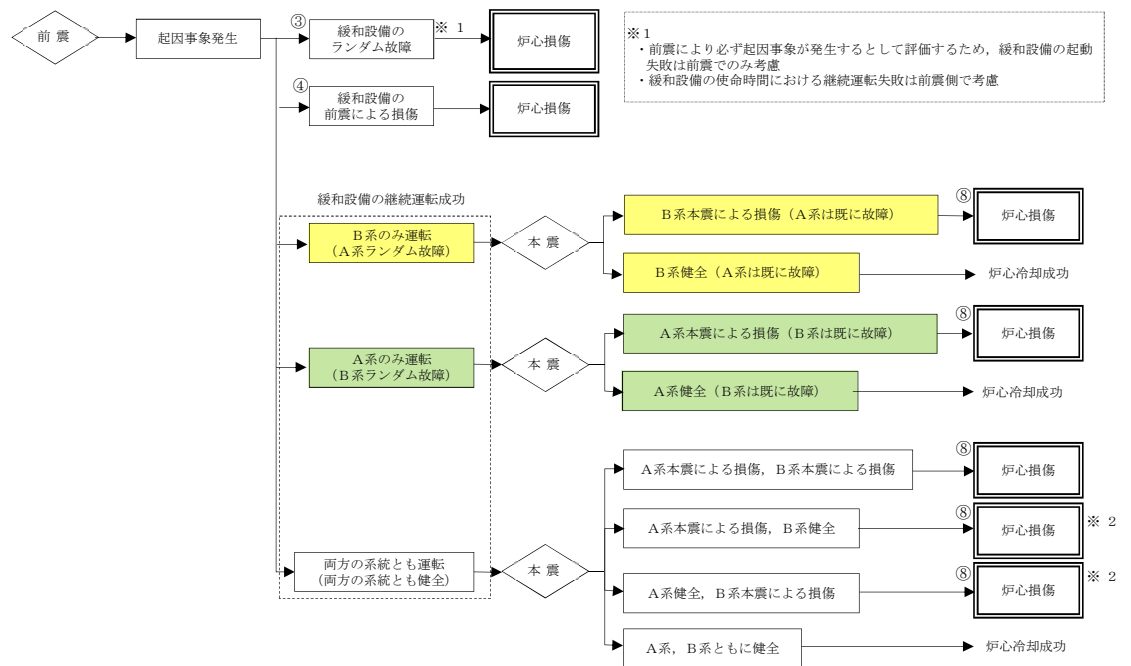 前 震
起因事象発生
③
緩和設備の
ランダム故障
※ 1
炉心損傷
④
緩和設備の
前震による損傷
炉心損傷
※１
・前震により必ず起因事象が発生するとして評価するため，緩和設備の起動
失敗は前震でのみ考慮
・緩和設備の使命時間における継続運転失敗は前震側で考慮
緩和設備の継続運転成功
Ｂ系のみ運転
（Ａ系ランダム故障）
本 震
Ｂ系本震による損傷（Ａ系は既に故障）
⑧
炉心損傷
Ｂ系健全（Ａ系は既に故障）
炉心冷却成功
Ａ系のみ運転
（Ｂ系ランダム故障）
本 震
Ａ系本震による損傷（Ｂ系は既に故障）
⑧
炉心損傷
Ａ系健全（Ｂ系は既に故障）
炉心冷却成功
両方の系統とも運転
（両方の系統とも健全）
本 震
Ａ系本震による損傷，Ｂ系本震による損傷
⑧
炉心損傷
Ａ系本震による損傷，Ｂ系健全
⑧
炉心損傷
※ 2
Ａ系健全，Ｂ系本震による損傷
⑧
炉心損傷
※ 2
Ａ系，Ｂ系ともに健全
炉心冷却成功